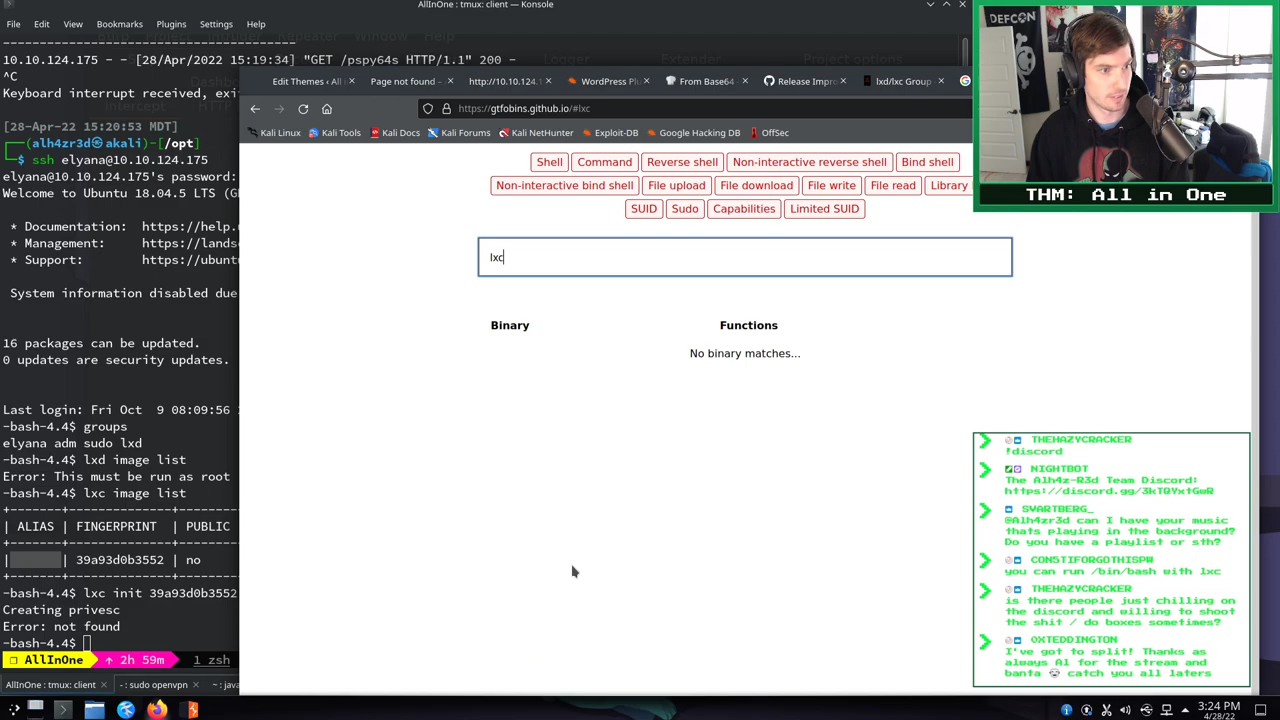 AllInOne : tmux: client — Konsole
File Edit View Bookmarks Plugins Settings Help
10.10.124.175 - - [28/Apr/2022 15:19:34] "GET /pspy64s HTTP/1.1" 200 -
^C
Keyboard interrupt received, exi
[28-Apr-22 15:20:53 MDT]
(alh4zr3d㉿akali)-[/opt]
ssh elyana@10.10.124.175
elyana@10.10.124.175's password:
Welcome to Ubuntu 18.04.5 LTS (G
* Documentation: https://help.
* Management: https://lands
* Support: https://ubunt
System information disabled due
16 packages can be updated.
0 updates are security updates.
Last login: Fri Oct 9 08:09:56
-bash-4.4$ groups
elyana adm sudo lxd
-bash-4.4$ lxd image list
Error: This must be run as root
-bash-4.4$ lxc image list
| ALIAS | FINGERPRINT | PUBLIC
| | 39a93d0b3552 | no
-bash-4.4$ lxc init 39a93d0b3552
Creating privesc
Error: not found
-bash-4.4$
AllInOne ↑ 2h 59m 1 zsh
AllInOne : tmux: client - : sudo openvpn ~ : java
Edit Themes ‹ All Page not found – http://10.10.124.1 WordPress Plu From Base64 Release Imp lxd/lxc Group
https://gtfobins.github.io/#lxc
Kali Linux Kali Tools Kali Docs Kali Forums Kali NetHunter Exploit-DB Google Hacking DB OffSec
Shell Command Reverse shell Non-interactive reverse shell Bind shell
Non-interactive bind shell File upload File download File write File read Library
SUID Sudo Capabilities Limited SUID
lxc
Binary Functions
No binary matches...
DEFCON
THM: All in One
THEHAZYCRACKER
!discord
NIGHTBOT
The Alh4z-R3d Team Discord:
https://discord.gg/3kTQYxtGwR
SVARTBERG_
@Alh4zr3d can I have your music
thats playing in the background?
Do you have a playlist or sth?
CON5TIFORGOTHISPW
you can run /bin/bash with lxc
THEHAZYCRACKER
is there people just chilling on
the discord and willing to shoot
the shit / do boxes sometimes?
0XTEDDINGTON
I've got to split! Thanks as
always Al for the stream and
banta catch you all laters
3:24 PM
4/28/22